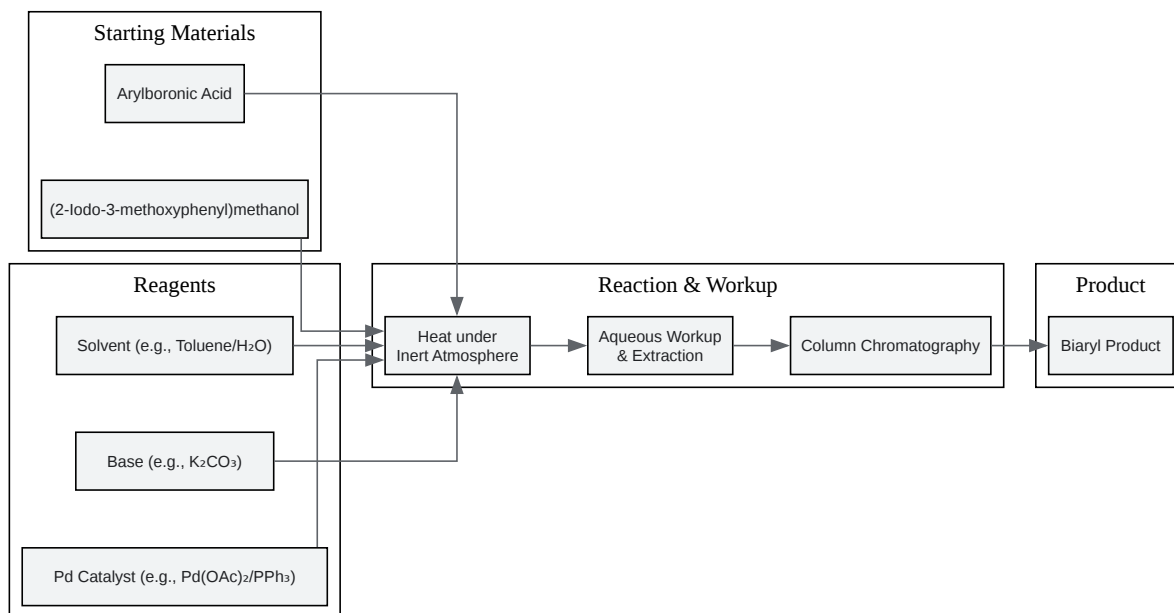 Starting Materials
Arylboronic Acid
(2-Iodo-3-methoxyphenyl)methanol
Reagents
Solvent (e.g., Toluene/H₂O)
Base (e.g., K₂CO₃)
Pd Catalyst (e.g., Pd(OAc)₂/PPh₃)
Reaction & Workup
Heat under
Inert Atmosphere
Aqueous Workup
& Extraction
Column Chromatography
Product
Biaryl Product